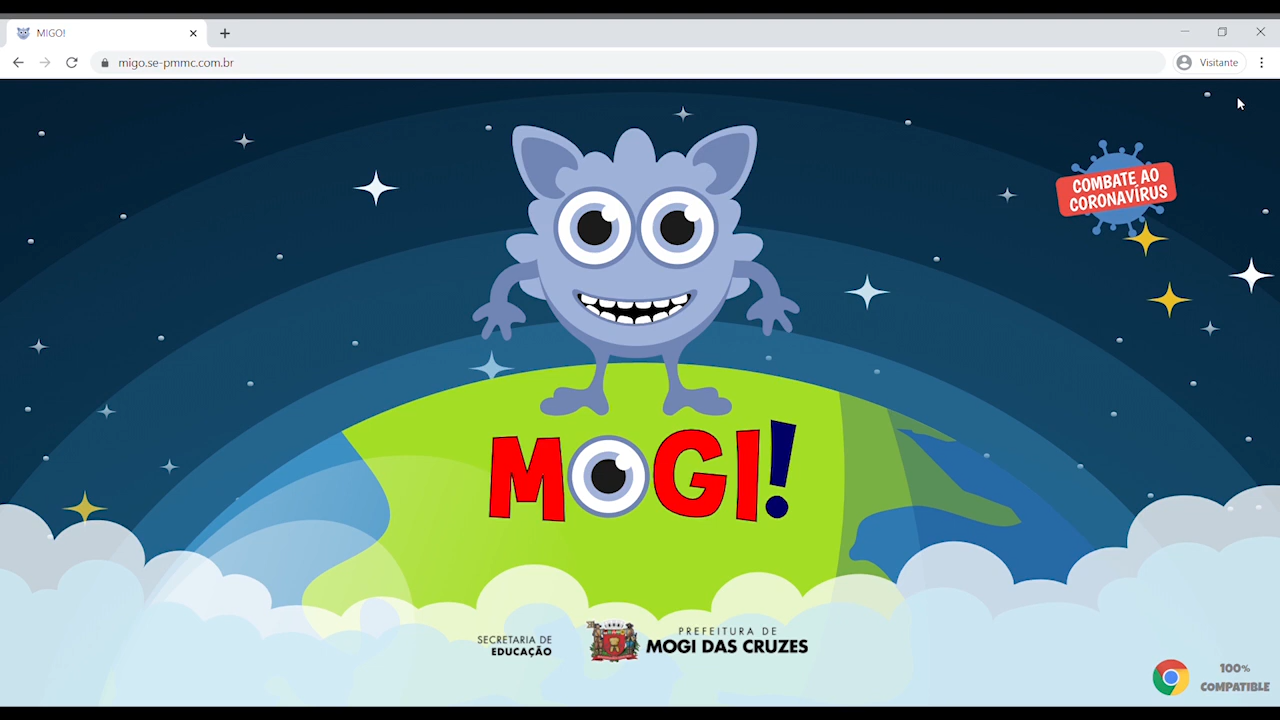 MIGO!
migo.se-pmmc.com.br
Visitante
COMBATE AO
CORONAVÍRUS
MOGI!
SECRETARIA DE
EDUCAÇÃO
PREFEITURA DE
MOGI DAS CRUZES
100%
COMPATIBLE